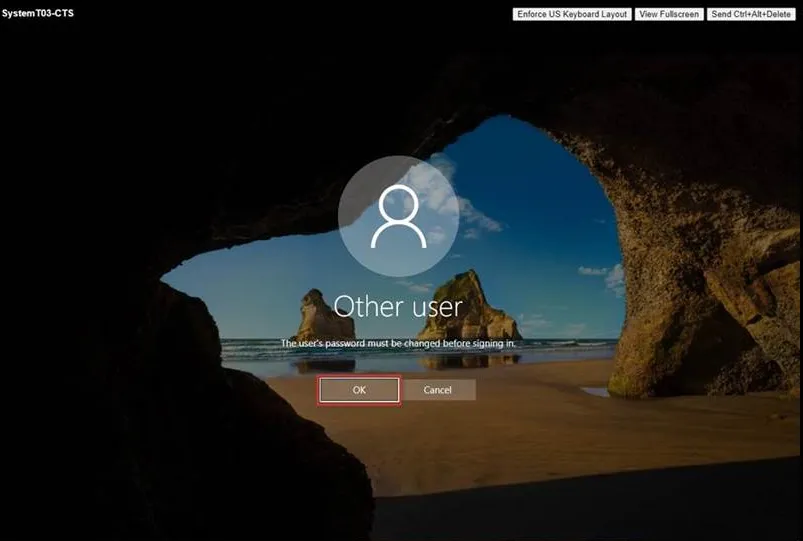 SystemT03-CTS
Enforce US Keyboard Layout
View Fullscreen
Send Ctrl+Alt+Delete
Other user
The user's password must be changed before signing in.
OK
Cancel